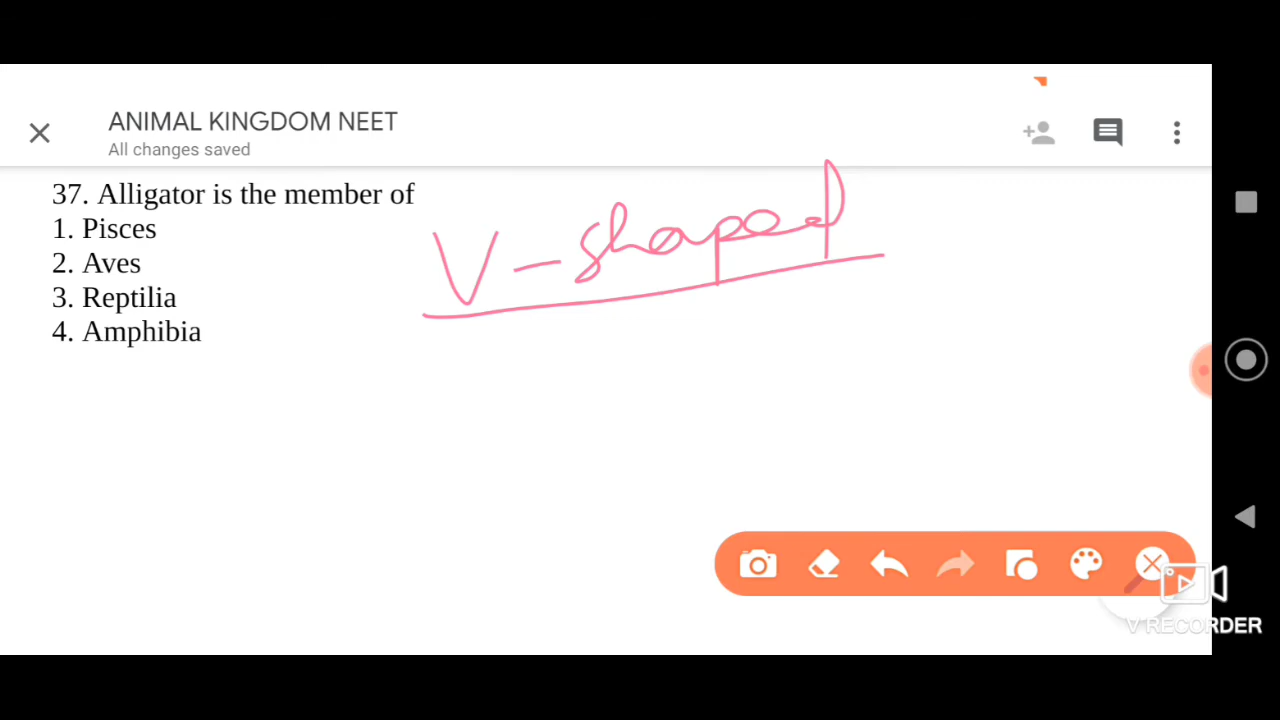 ANIMAL KINGDOM NEET
All changes saved
37. Alligator is the member of
1. Pisces
2. Aves
3. Reptilia
4. Amphibia
V-shaped
V RECORDER